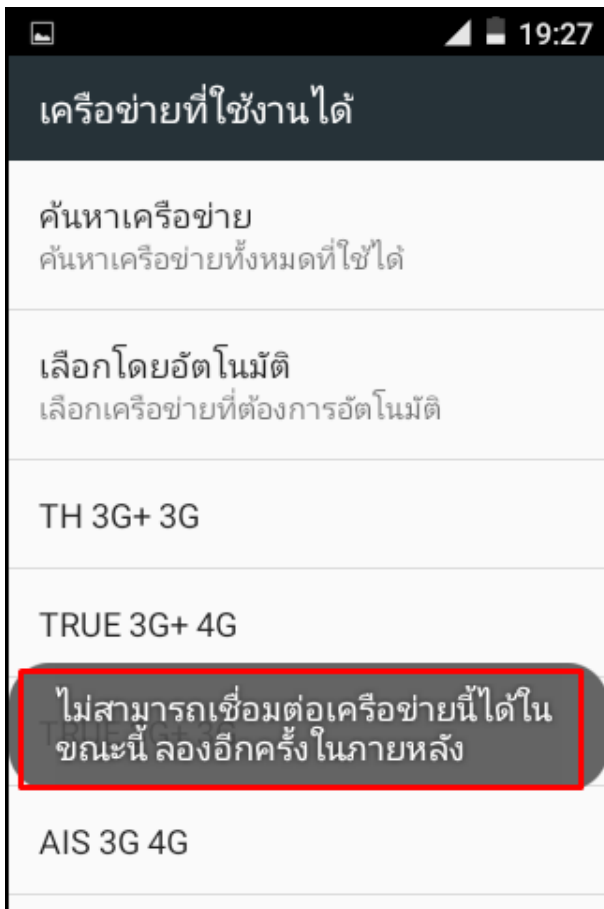 19:27
เครือข่ายที่ใช้งานได้
ค้นหาเครือข่าย
ค้นหาเครือข่ายทั้งหมดที่ใช้ได้
เลือกโดยอัตโนมัติ
เลือกเครือข่ายที่ต้องการอัตโนมัติ
TH 3G+ 3G
TRUE 3G+ 4G
ไม่สามารถเชื่อมต่อเครือข่ายนี้ได้ใน
TRUE 3G+ 3G
ขณะนี้ ลองอีกครั้งในภายหลัง
AIS 3G 4G